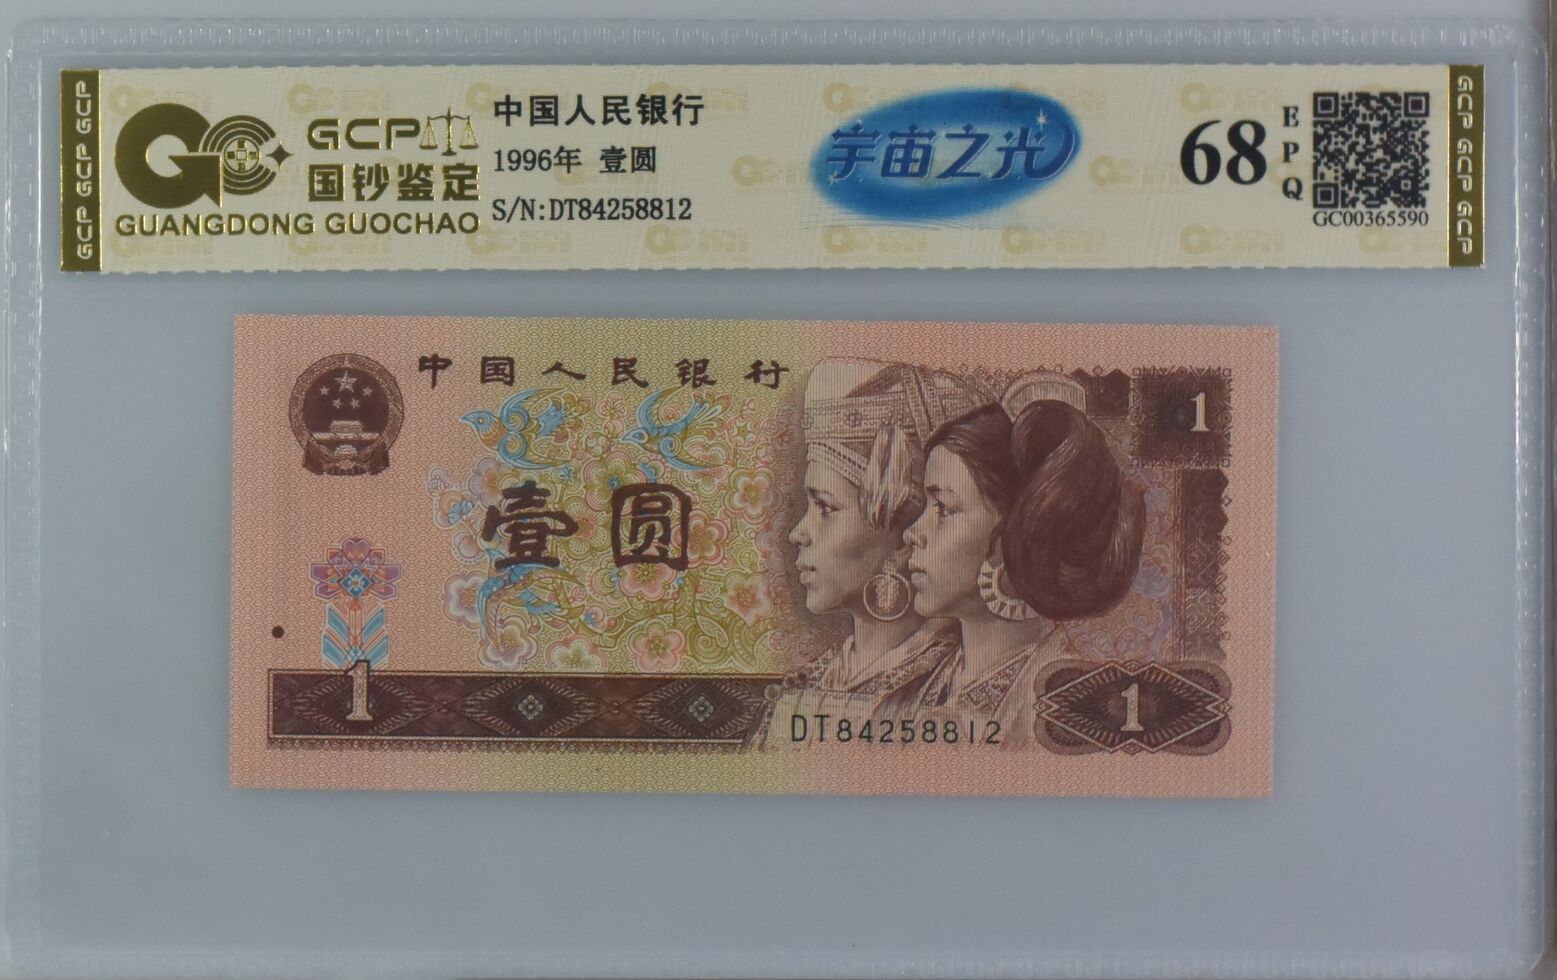 GCP GCP GCP
GCP
国钞鉴定
GUANGDONG GUOCHAO
中国人民银行
1996年 壹圆
S/N:DT84258812
宇宙之光
68
EPQ
GC00365590
GCP GCP GCP
中国人民银行
1
壹圆
1
1
DT84258812